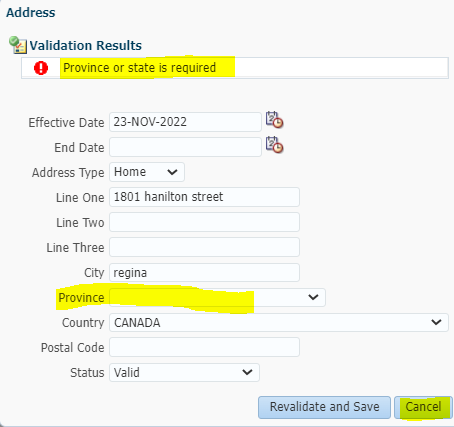 Address
Validation Results
Province or state is required
Effective Date 23-NOV-2022
End Date
Address Type Home
Line One 1801 hanilton street
Line Two
Line Three
City regina
Province
Country CANADA
Postal Code
Status Valid
Revalidate and Save Cancel